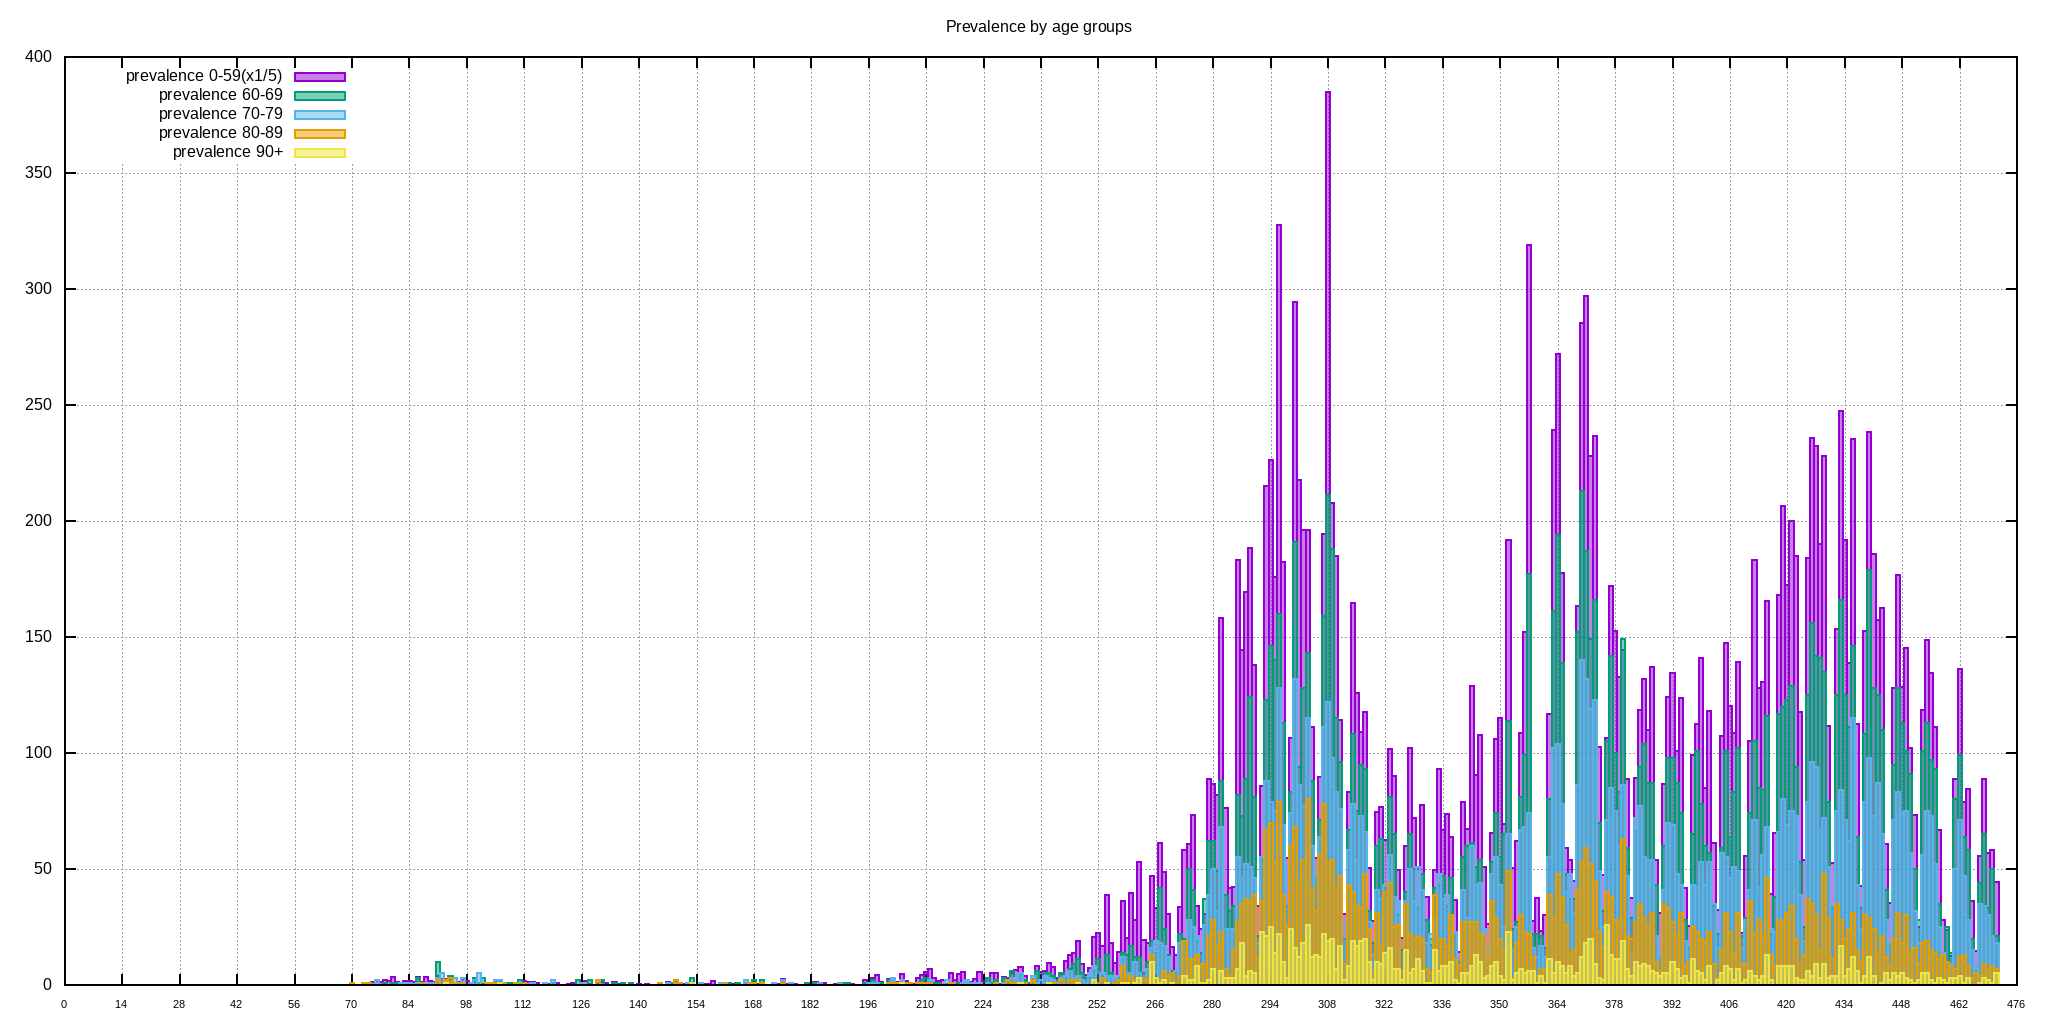 Prevalence by age groups
400
prevalence 0-59(x1/5)
prevalence 60-69
prevalence 70-79
prevalence 80-89
prevalence 90+
350
300
250
200
150
100
50
0
0 14 28 42 56 70 84 98 112 126 140 154 168 182 196 210 224 238 252 266 280 294 308 322 336 350 364 378 392 406 420 434 448 462 476